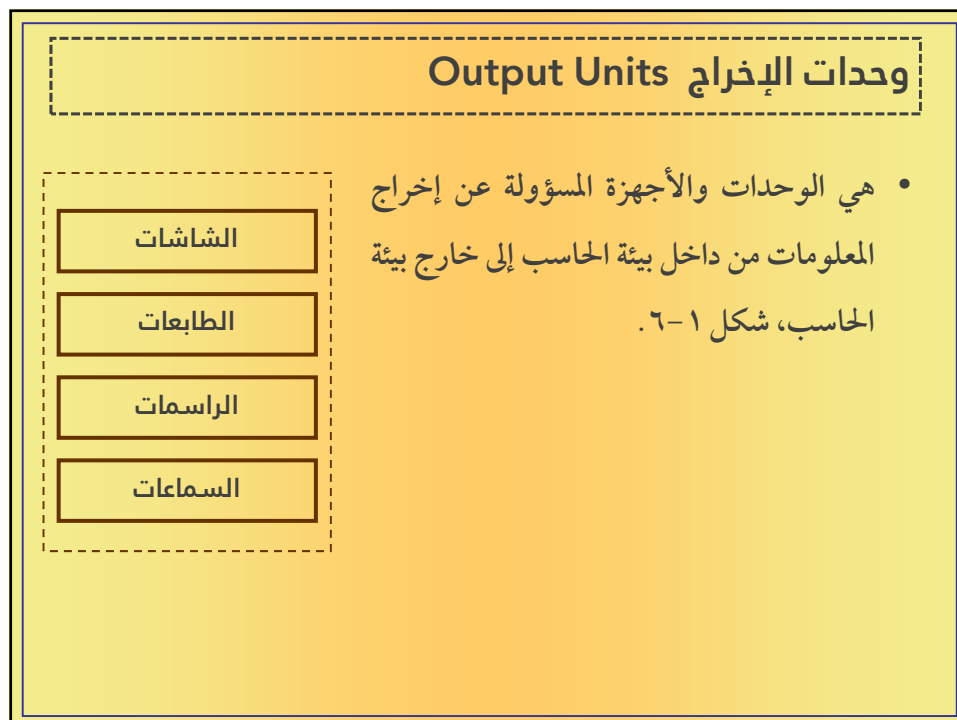 وحدات الإخراج Output Units
• هي الوحدات والأجهزة المسؤولة عن إخراج
المعلومات من داخل بيئة الحاسب إلى خارج بيئة
الحاسب، شكل ١-٦.
الشاشات
الطابعات
الراسمات
السماعات